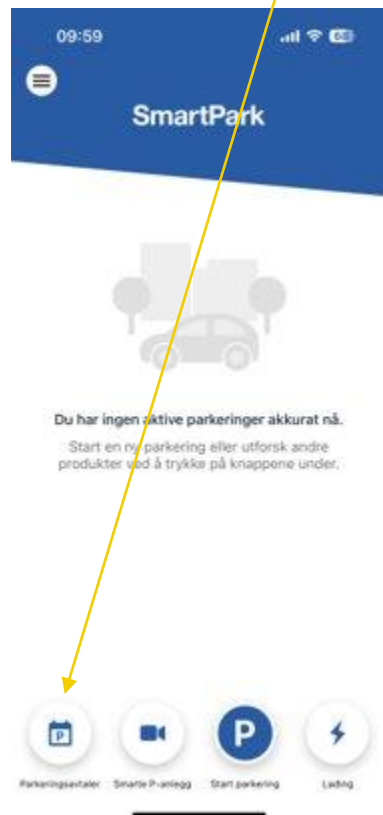 09:59
SmartPark
Du har ingen aktive parkeringer akkurat nå.
Start en ny parkering eller utforsk andre
produkter ved å trykke på knappene under.
P
P
Parkeringsavtaler
Smarte P-anlegg
Start parkering
Lading